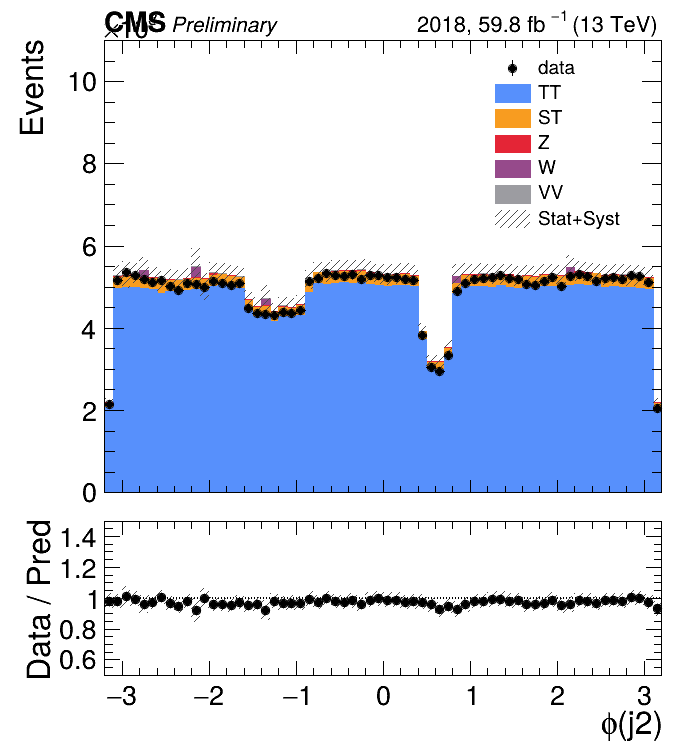 CMS Preliminary 2018, 59.8 fb⁻¹ (13 TeV)
Events
10
8
6
4
2
0
data
TT
ST
Z
W
VV
Stat+Syst
Data / Pred
1.4
1.2
1
0.8
0.6
−3 −2 −1 0 1 2 3
ϕ(j2)